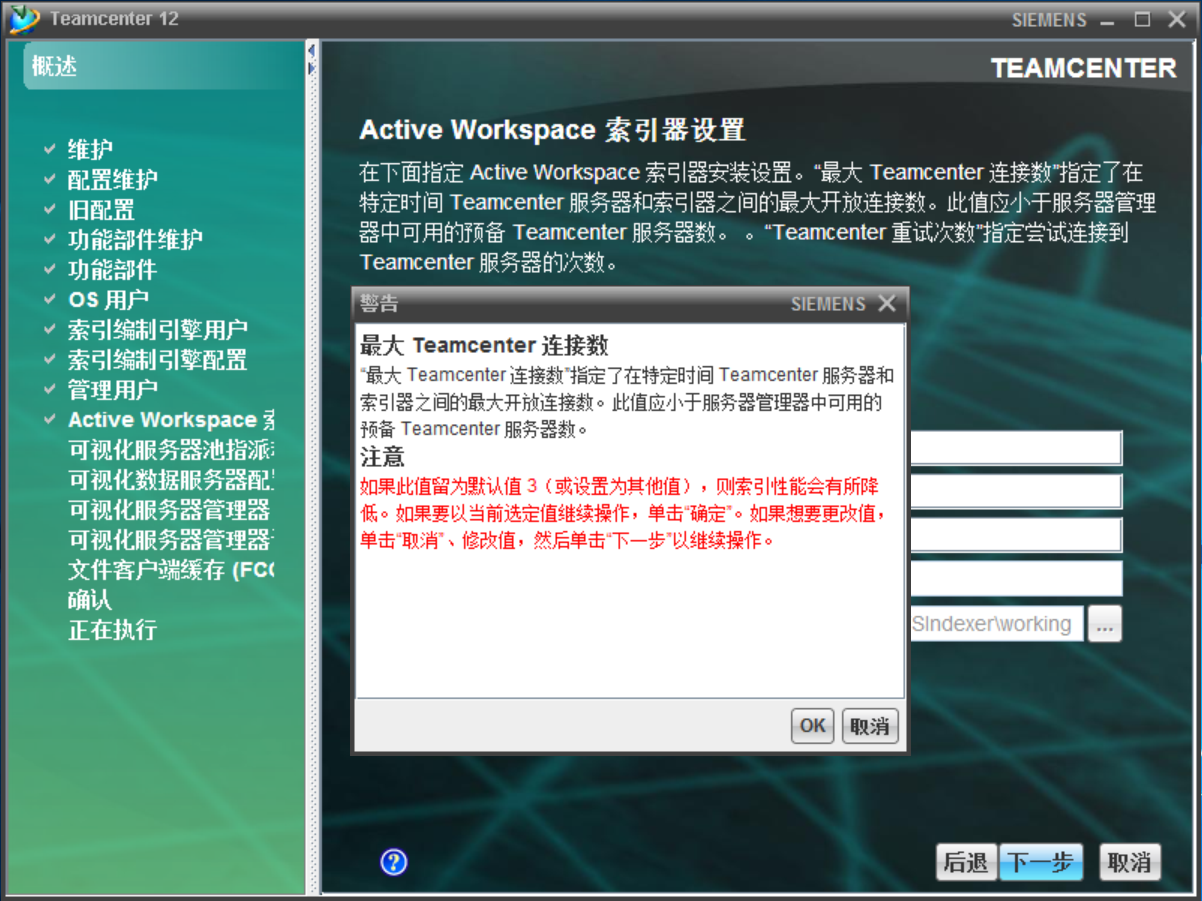 Teamcenter 12
SIEMENS
概述
TEAMCENTER
维护
配置维护
旧配置
功能部件维护
功能部件
OS 用户
索引编制引擎用户
索引编制引擎配置
管理用户
Active Workspace 索
可视化服务器池指派
可视化数据服务器配
可视化服务器管理器
可视化服务器管理器
文件客户端缓存 (FCC
确认
正在执行
Active Workspace 索引器设置
在下面指定 Active Workspace 索引器安装设置。“最大 Teamcenter 连接数”指定了在
特定时间 Teamcenter 服务器和索引器之间的最大开放连接数。此值应小于服务器管理
器中可用的预备 Teamcenter 服务器数。 。“Teamcenter 重试次数”指定尝试连接到
Teamcenter 服务器的次数。
警告
SIEMENS
最大 Teamcenter 连接数
“最大 Teamcenter 连接数”指定了在特定时间 Teamcenter 服务器和
索引器之间的最大开放连接数。此值应小于服务器管理器中可用的
预备 Teamcenter 服务器数。
注意
如果此值留为默认值 3（或设置为其他值），则索引性能会有所降
低。如果要以当前选定值继续操作，单击“确定”。如果想要更改值，
单击“取消”、修改值，然后单击“下一步”以继续操作。
SIndexer\working
...
OK
取消
?
后退
下一步
取消